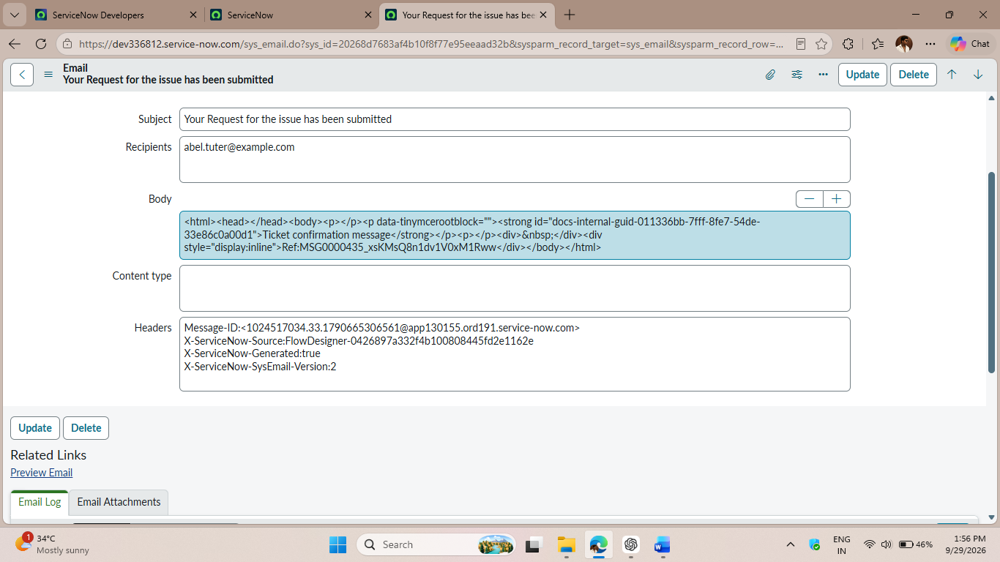 ServiceNow Developers
ServiceNow
Your Request for the issue has bee
https://dev336812.service-now.com/sys_email.do?sys_id=20268d7683af4b10f8f77e95eeaad32b&sysparm_record_target=sys_email&sysparm_record_row=...
Chat
Email
Your Request for the issue has been submitted
Update
Delete
Subject
Your Request for the issue has been submitted
Recipients
abel.tuter@example.com
Body
<html><head></head><body><p></p><p data-tinymcerootblock=""><strong id="docs-internal-guid-011336bb-7fff-8fe7-54de-
33e86c0a00d1">Ticket confirmation message</strong></p><p></p><div>&nbsp;</div><div
style="display:inline">Ref:MSG0000435_xsKMsQ8n1dv1V0xM1Rww</div></body></html>
Content type
Headers
Message-ID:<1024517034.33.1790665306561@app130155.ord191.service-now.com>
X-ServiceNow-Source:FlowDesigner-0426897a332f4b100808445fd2e1162e
X-ServiceNow-Generated:true
X-ServiceNow-SysEmail-Version:2
Update
Delete
Related Links
Preview Email
Email Log
Email Attachments
1
34°C
Mostly sunny
Search
ENG
IN
46%
1:56 PM
9/29/2026